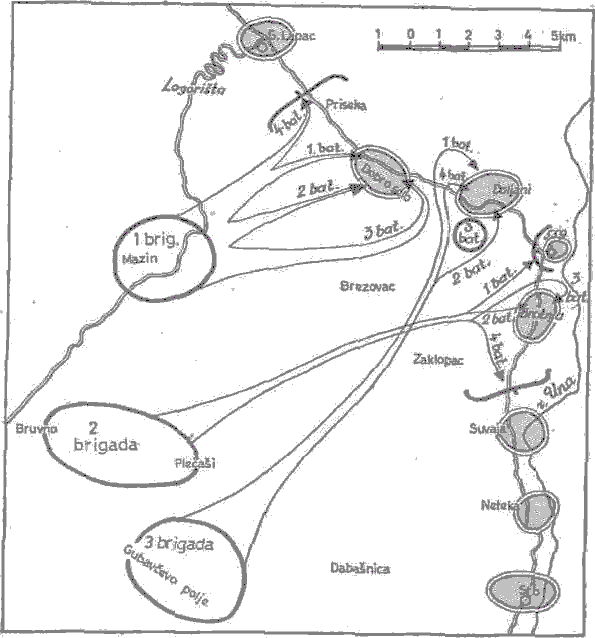 D. Lapac
1 0 1 2 3 4 5km
Logorišta
Priseka
4 bat.
1. bat.
1 bat.
2 bat.
4 bat.
Doljani
3 bat.
3
bat
1 brig.
Mazin
2 bat.
1 bat.
3
bat
Brezovac
2 bat.
4 bat.
Zaklopac
r. Una
Bruvno
2
brigada
Plečaši
Suvaja
Neteka
3 brigada
Gubavčevo polje
Dabašnica
Srb